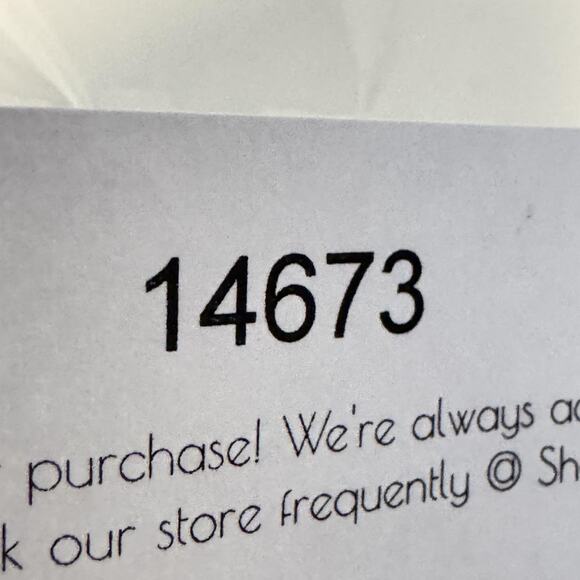 14673
purchase! We're always
our store frequently @